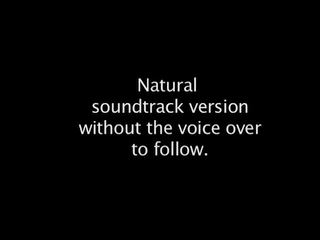 Natural
soundtrack version
without the voice over
to follow.